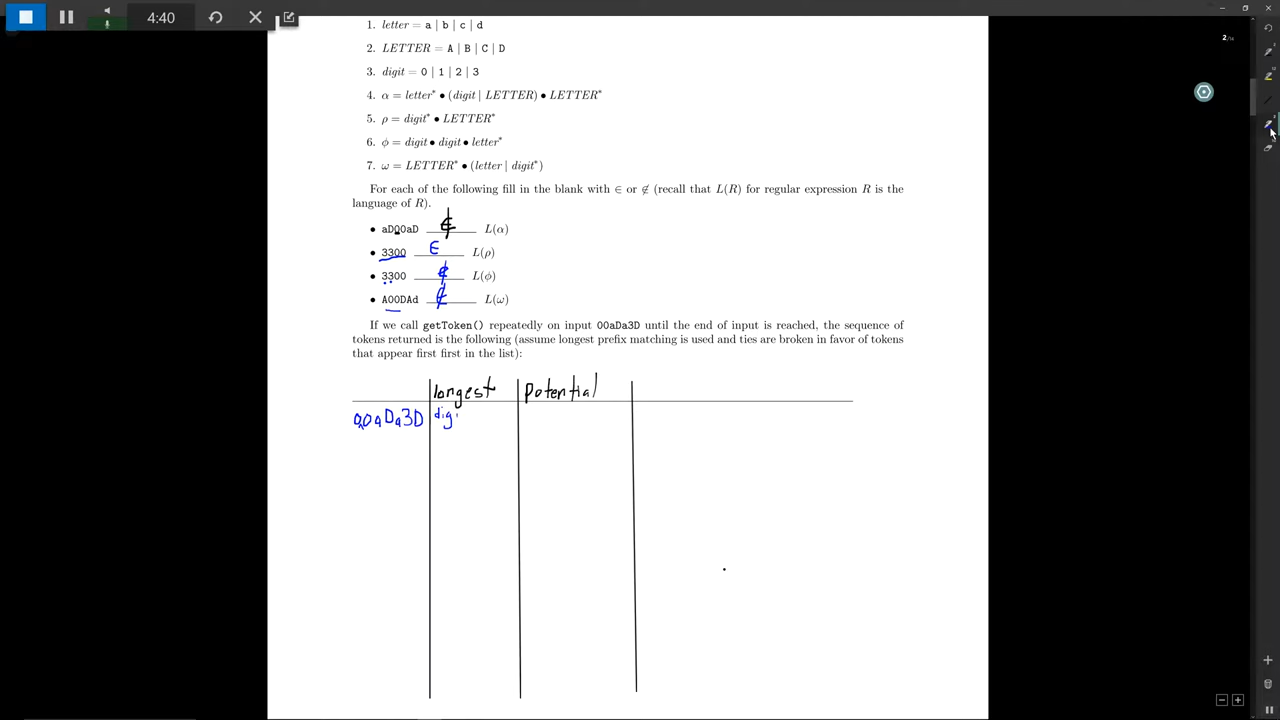 4:40
2/14
1. letter = a | b | c | d
2. LETTER = A | B | C | D
3. digit = 0 | 1 | 2 | 3
4. α = letter* • (digit | LETTER) • LETTER*
5. ρ = digit* • LETTER*
6. ϕ = digit • digit • letter*
7. ω = LETTER* • (letter | digit*)
For each of the following fill in the blank with ∈ or ∉ (recall that L(R) for regular expression R is the
language of R).
• aD00aD ∉ L(α)
• 3300 ∈ L(ρ)
• 3300 ∉ L(ϕ)
• A00DAd ∉ L(ω)
If we call getToken() repeatedly on input 00aDa3D until the end of input is reached, the sequence of
tokens returned is the following (assume longest prefix matching is used and ties are broken in favor of tokens
that appear first first in the list):
longest potential
00aDa3D digi